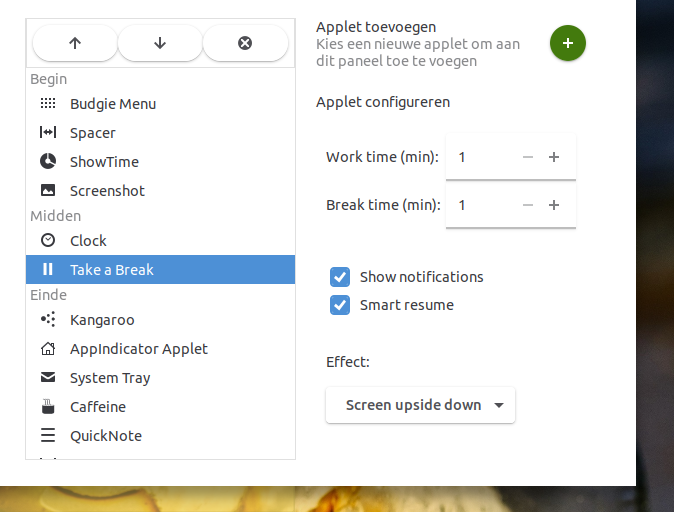 Begin
Budgie Menu
Spacer
ShowTime
Screenshot
Midden
Clock
Take a Break
Einde
Kangaroo
AppIndicator Applet
System Tray
Caffeine
QuickNote
Applet toevoegen
Kies een nieuwe applet om aan
dit paneel toe te voegen
Applet configureren
Work time (min): 1
Break time (min): 1
Show notifications
Smart resume
Effect:
Screen upside down